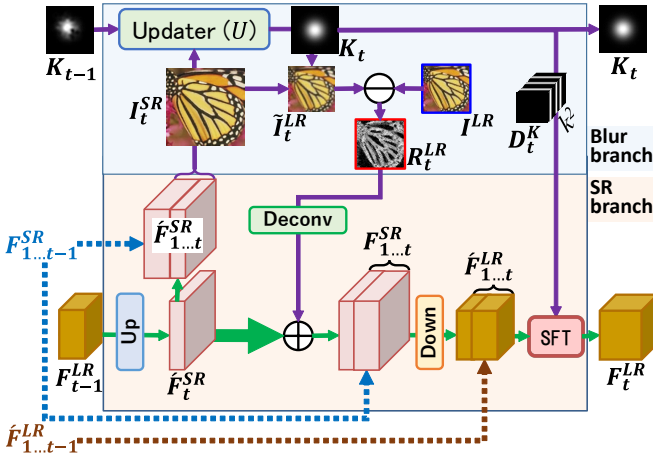 Updater (U)
K_{t-1}
K_t
K_t
I_t^{SR}
Ĩ_t^{LR}
I^{LR}
D_t^K
k^2
R_t^{LR}
Blur
branch
SR
branch
Deconv
F́_{1...t}^{SR}
F_{1...t-1}^{SR}
F_{1...t}^{SR}
F́_{1...t}^{LR}
Up
Down
SFT
F_{t-1}^{LR}
F́_t^{SR}
F_t^{LR}
F́_{1...t-1}^{LR}